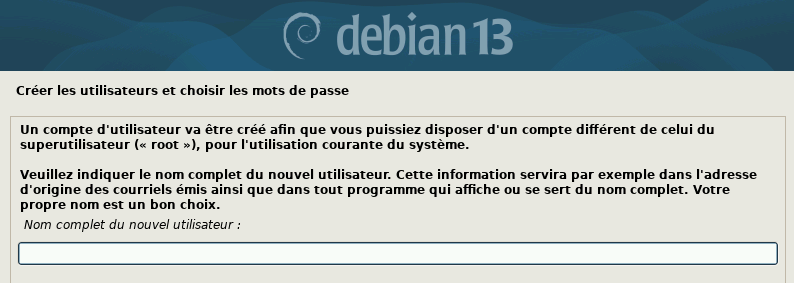 debian 13
Créer les utilisateurs et choisir les mots de passe
Un compte d'utilisateur va être créé afin que vous puissiez disposer d'un compte différent de celui du
superutilisateur (« root »), pour l'utilisation courante du système.
Veuillez indiquer le nom complet du nouvel utilisateur. Cette information servira par exemple dans l'adresse
d'origine des courriels émis ainsi que dans tout programme qui affiche ou se sert du nom complet. Votre
propre nom est un bon choix.
Nom complet du nouvel utilisateur :